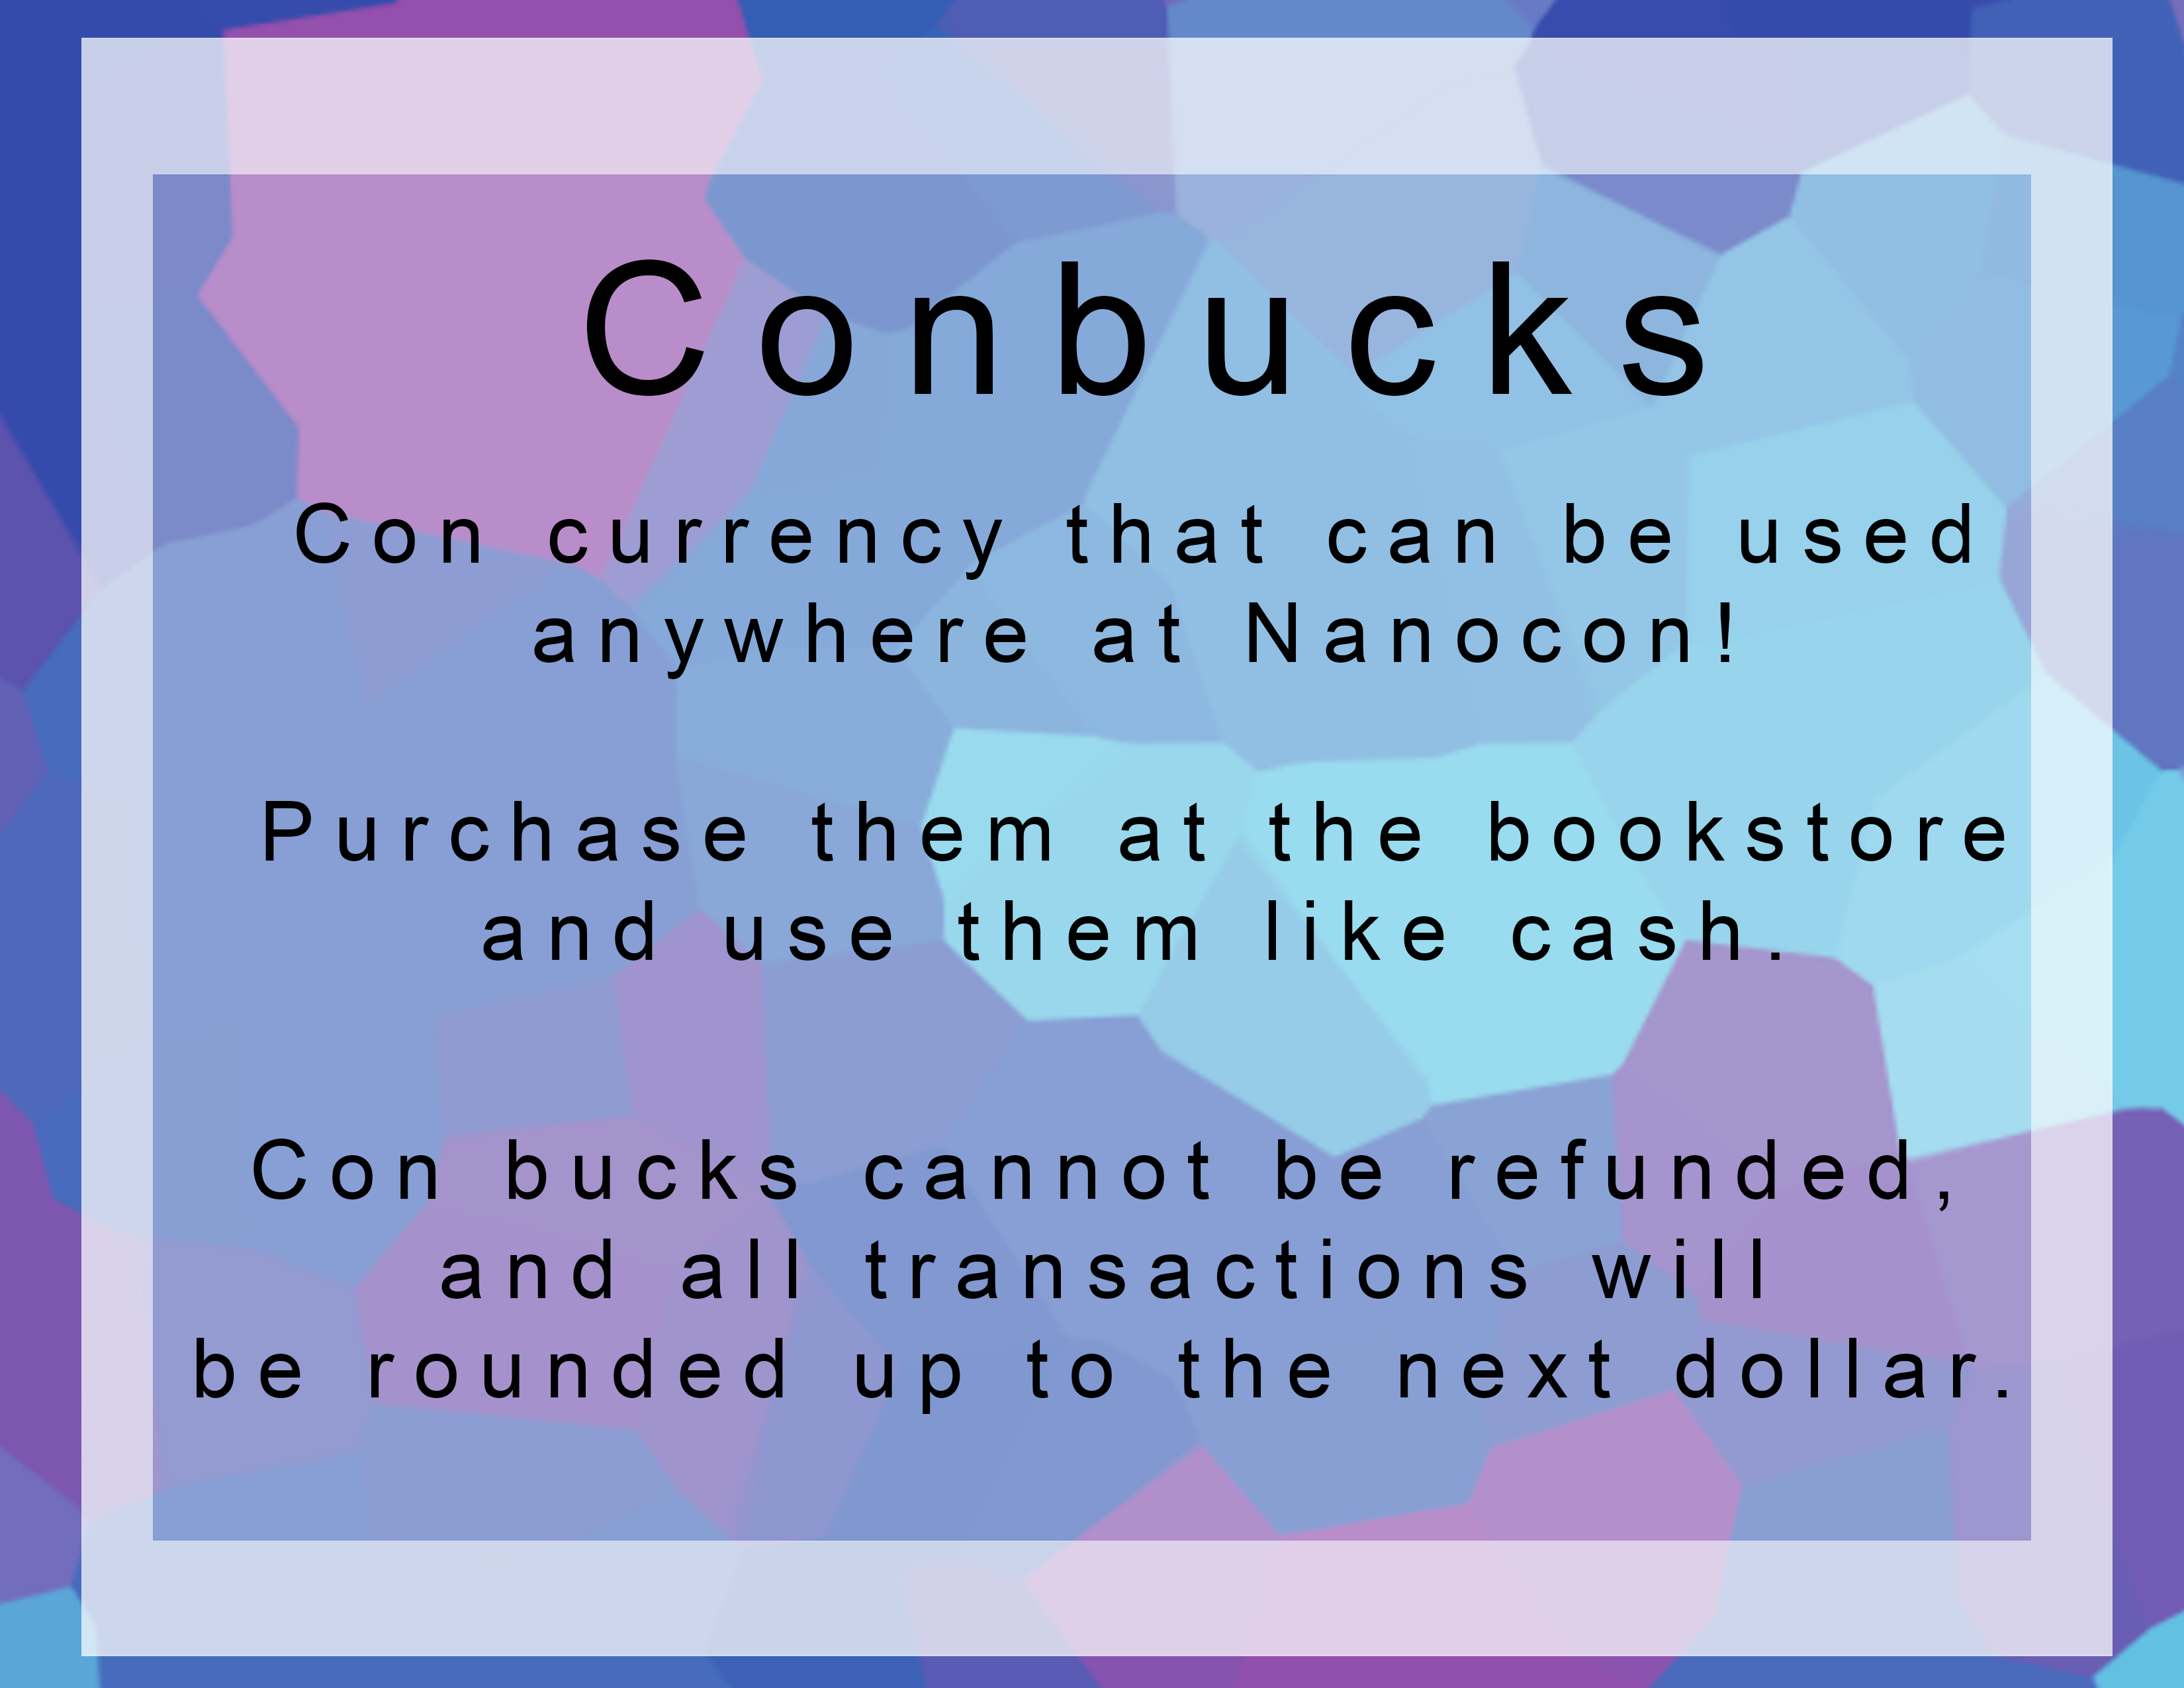 Conbucks
Con currency that can be used
anywhere at Nanocon!
Purchase them at the bookstore
and use them like cash.
Con bucks cannot be refunded,
and all transactions will
be rounded up to the next dollar.